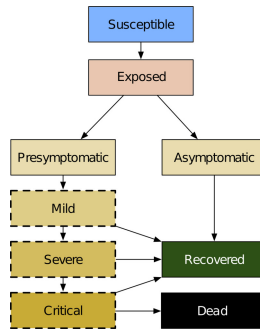 Susceptible
Exposed
Presymptomatic
Asymptomatic
Mild
Severe
Recovered
Critical
Dead